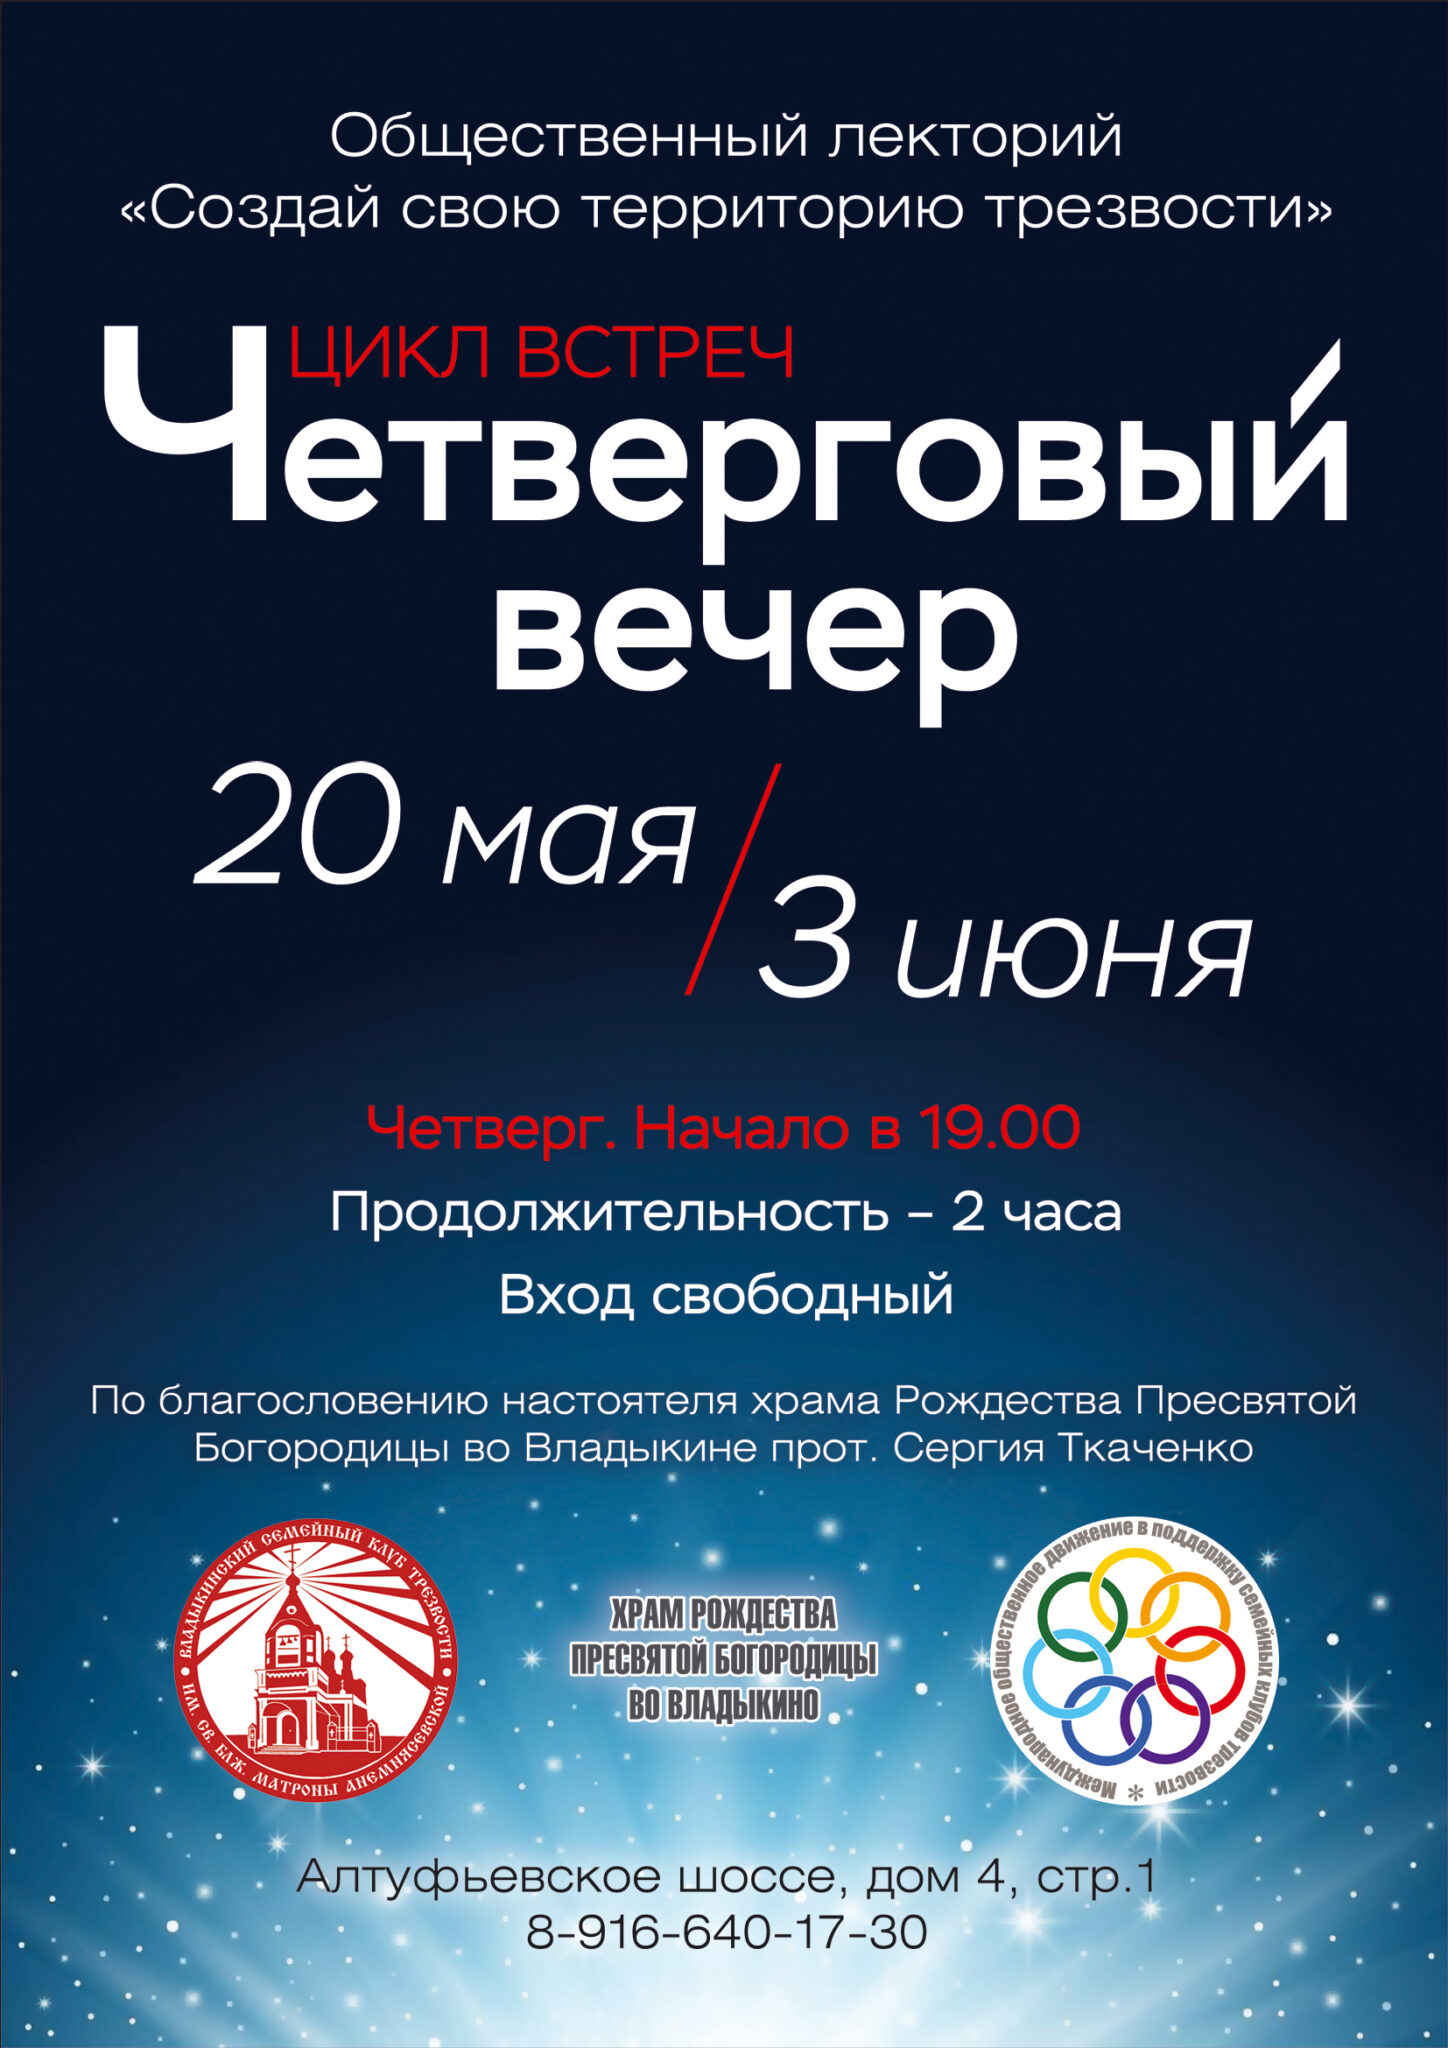 Общественный лекторий
«Создай свою территорию трезвости»
ЦИКЛ ВСТРЕЧ
Четверговый
вечер
20 мая
3 июня
Четверг. Начало в 19.00
Продолжительность – 2 часа
Вход свободный
По благословению настоятеля храма Рождества Пресвятой
Богородицы во Владыкине прот. Сергия Ткаченко
ВЛАДЫКИНСКИЙ СЕМЕЙНЫЙ КЛУБ ТРЕЗВОСТИ
ИМ. СВ. БЛЖ. МАТРОНЫ АНЕМНЯСЕВСКОЙ
ХРАМ РОЖДЕСТВА
ПРЕСВЯТОЙ БОГОРОДИЦЫ
ВО ВЛАДЫКИНО
Международное общественное движение в поддержку семейных клубов трезвости *
Алтуфьевское шоссе, дом 4, стр.1
8-916-640-17-30